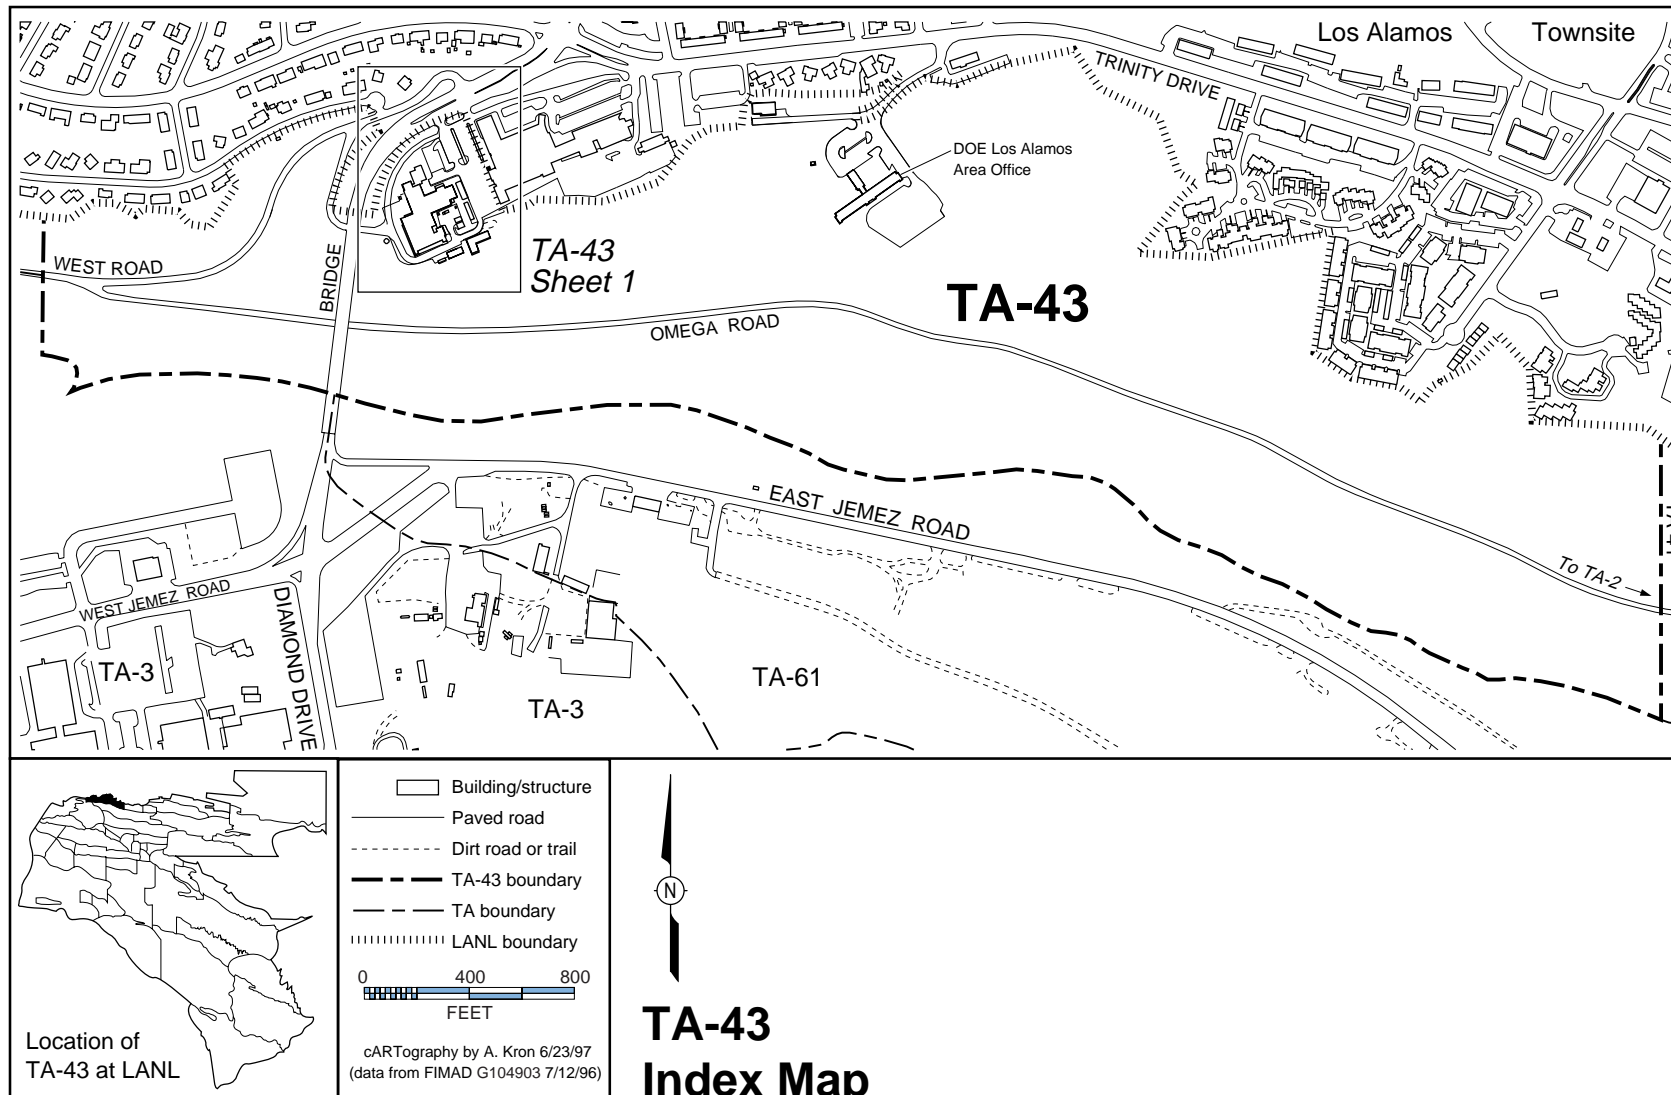 Los Alamos Townsite
TRINITY DRIVE
DOE Los Alamos
Area Office
WEST ROAD
BRIDGE
TA-43
Sheet 1
TA-43
OMEGA ROAD
EAST JEMEZ ROAD
To TA-2
WEST JEMEZ ROAD
DIAMOND DRIVE
TA-3
TA-61
TA-3
Building/structure
Paved road
Dirt road or trail
TA-43 boundary
TA boundary
LANL boundary
0 400 800
FEET
cARTography by A. Kron 6/23/97
(data from FIMAD G104903 7/12/96)
Location of
TA-43 at LANL
N
TA-43
Index Map